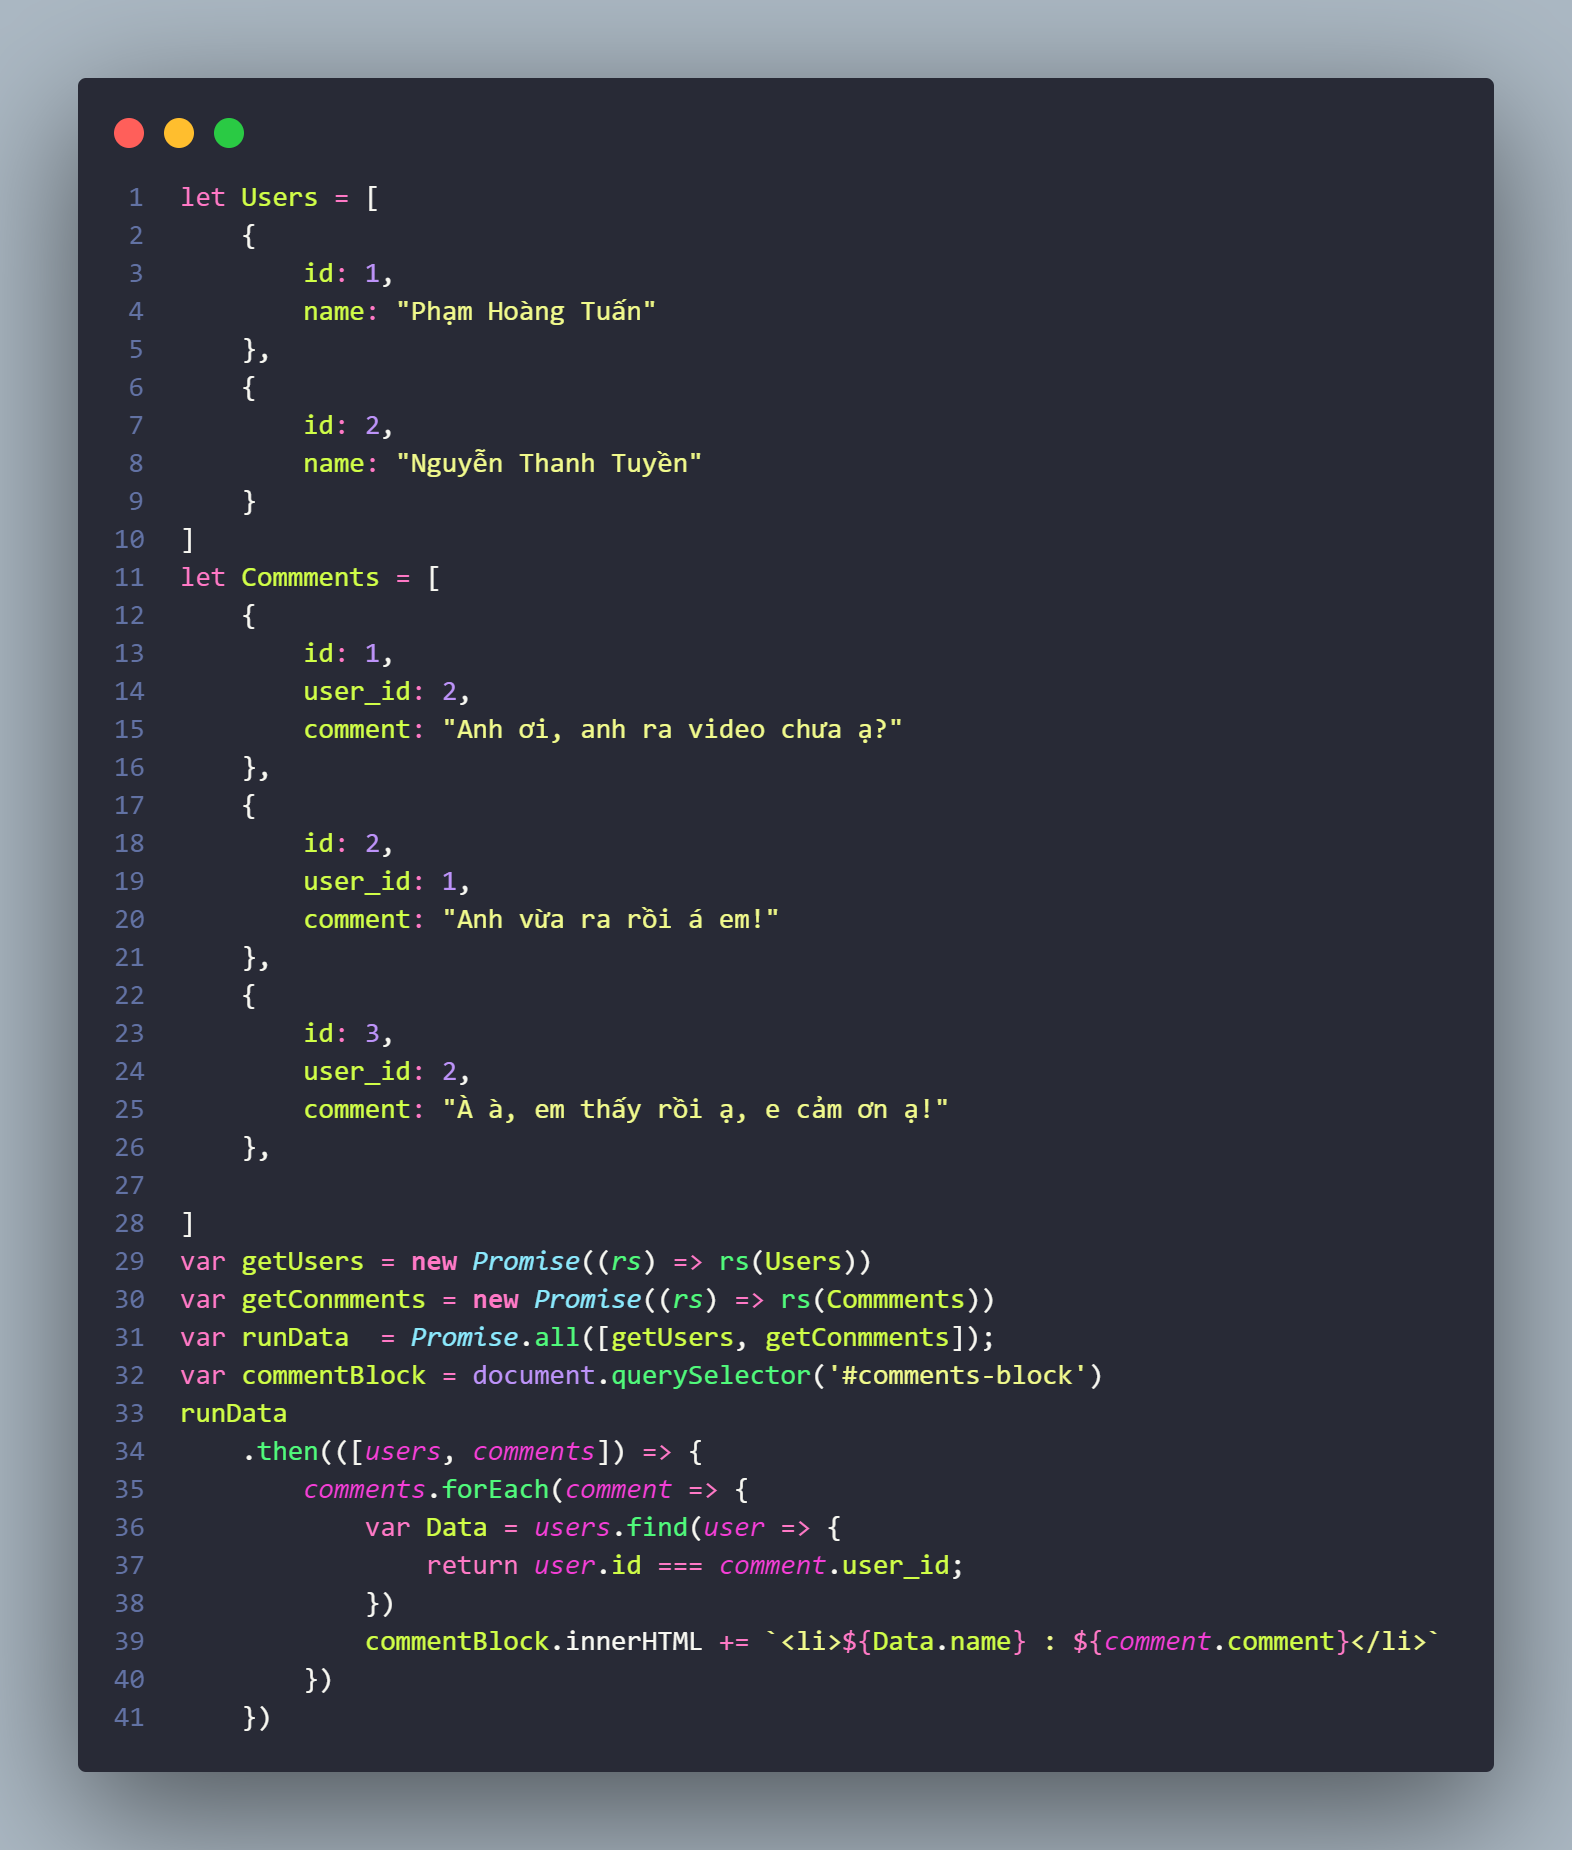 1 let Users = [
2     {
3         id: 1,
4         name: "Phạm Hoàng Tuấn"
5     },
6     {
7         id: 2,
8         name: "Nguyễn Thanh Tuyền"
9     }
10 ]
11 let Commments = [
12     {
13         id: 1,
14         user_id: 2,
15         comment: "Anh ơi, anh ra video chưa ạ?"
16     },
17     {
18         id: 2,
19         user_id: 1,
20         comment: "Anh vừa ra rồi á em!"
21     },
22     {
23         id: 3,
24         user_id: 2,
25         comment: "À à, em thấy rồi ạ, e cảm ơn ạ!"
26     },
27
28 ]
29 var getUsers = new Promise((rs) => rs(Users))
30 var getConmments = new Promise((rs) => rs(Commments))
31 var runData  = Promise.all([getUsers, getConmments]);
32 var commentBlock = document.querySelector('#comments-block')
33 runData
34     .then(([users, comments]) => {
35         comments.forEach(comment => {
36             var Data = users.find(user => {
37                 return user.id === comment.user_id;
38             })
39             commentBlock.innerHTML += `<li>${Data.name} : ${comment.comment}</li>`
40         })
41     })